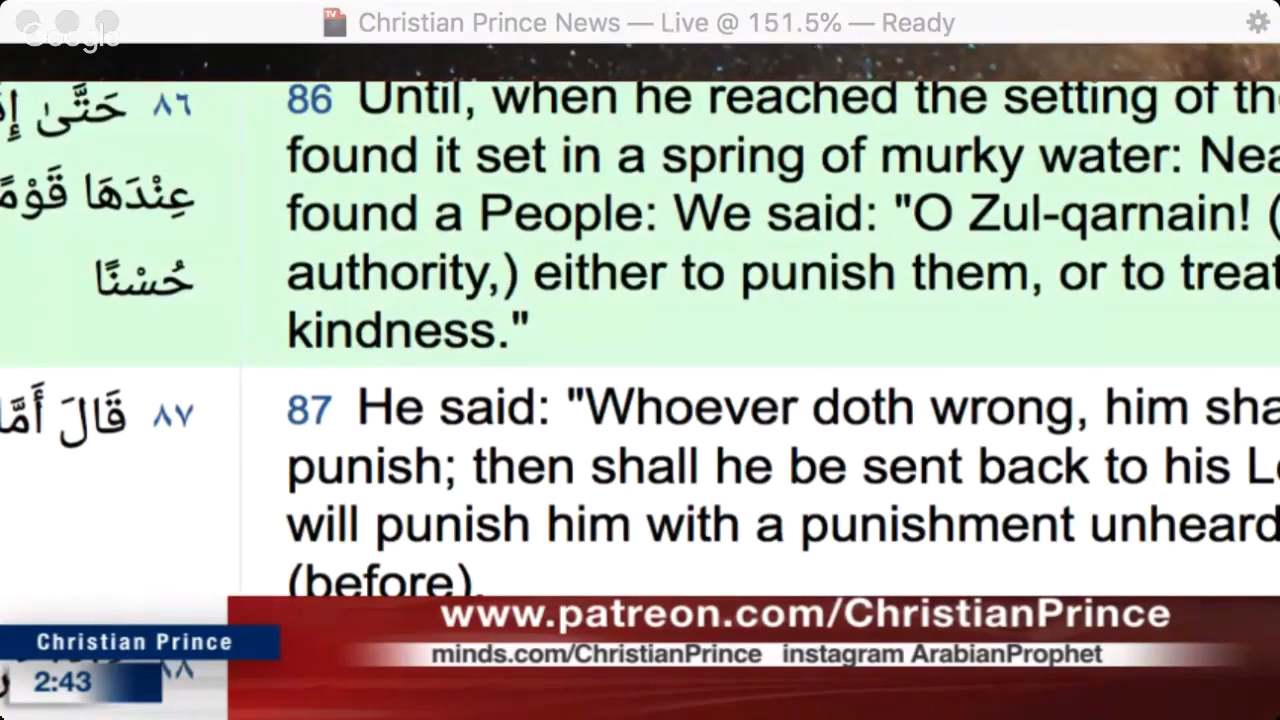 Christian Prince News — Live @ 151.5% — Ready
Google
TV
٨٦ حَتَّىٰ
86 Until, when he reached the setting of
found it set in a spring of murky water:
عِنْدَهَا قَوْمًا
found a People: We said: "O Zul-qarnain! (
authority,) either to punish them, or to treat
حُسْنًا
kindness."
٨٧ قَالَ أَمَّا
87 He said: "Whoever doth wrong, him
punish; then shall he be sent back to his
will punish him with a punishment unheard
(before).
www.patreon.com/ChristianPrince
Christian Prince
minds.com/ChristianPrince instagram ArabianProphet
2:43